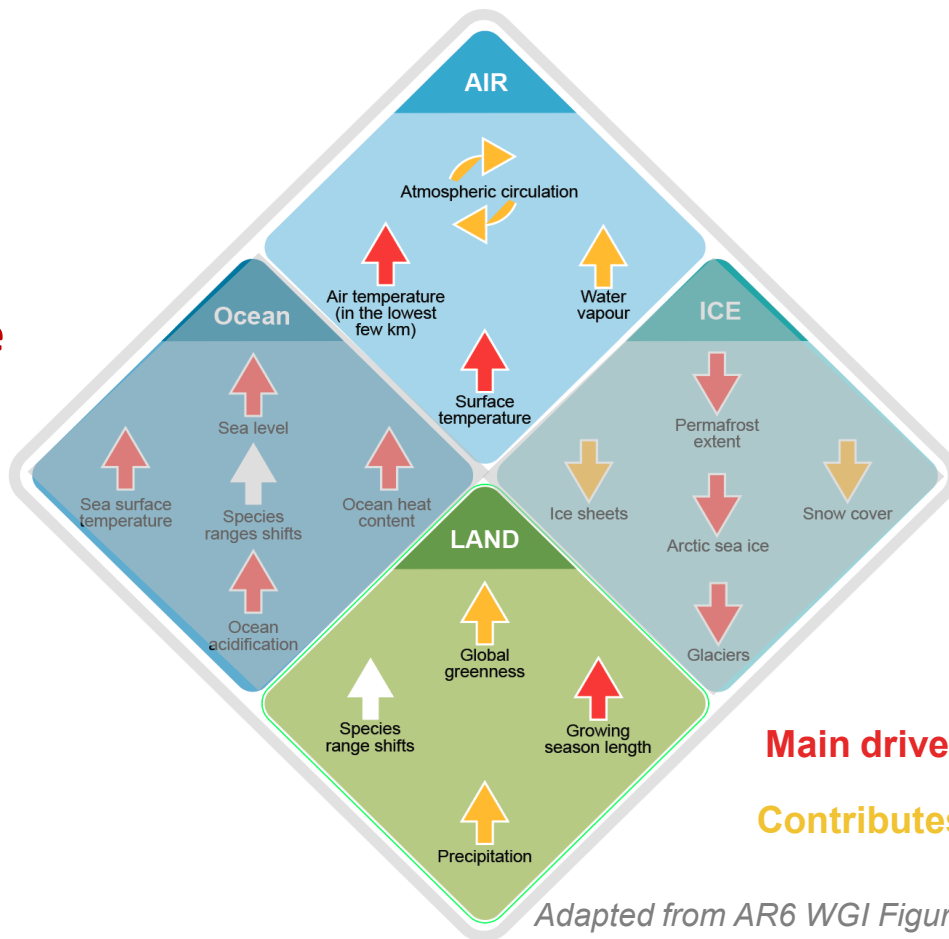 AIR
Atmospheric circulation
Air temperature
(in the lowest
few km)
Water
vapour
Surface
temperature
Ocean
Sea level
Sea surface
temperature
Species
ranges shifts
Ocean heat
content
Ocean
acidification
ICE
Permafrost
extent
Ice sheets
Snow cover
Arctic sea ice
Glaciers
LAND
Global
greenness
Species
range shifts
Growing
season length
Precipitation
Main drive
Contributes
Adapted from AR6 WGI Figur